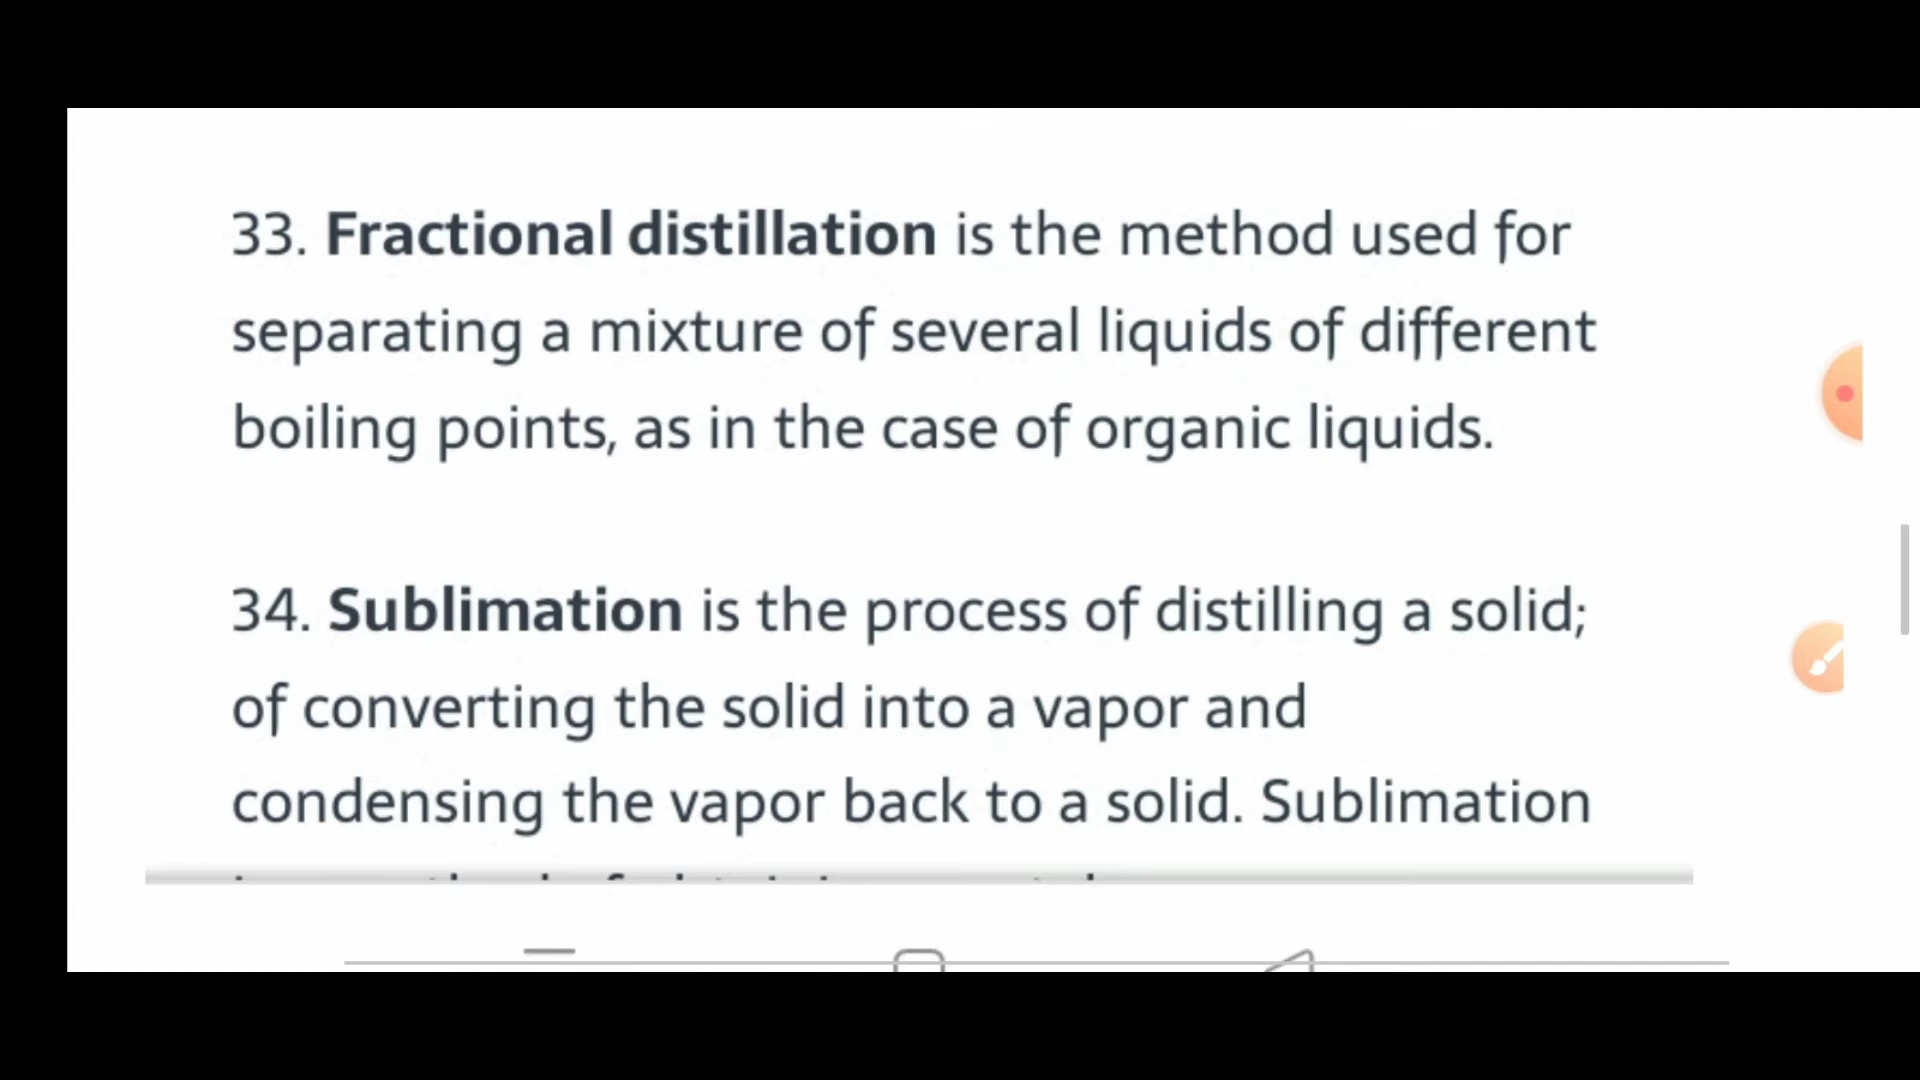 33. Fractional distillation is the method used for
separating a mixture of several liquids of different
boiling points, as in the case of organic liquids.
34. Sublimation is the process of distilling a solid;
of converting the solid into a vapor and
condensing the vapor back to a solid. Sublimation